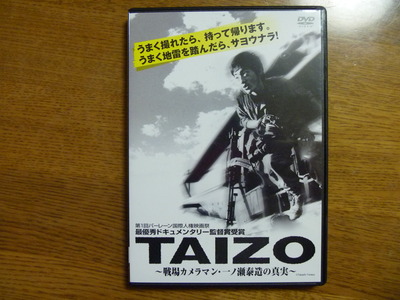 DVD
うまく撮れたら、持って帰ります。
うまく地雷を踏んだら、サヨウナラ!
第1回バーレーン国際人権映画祭
最優秀ドキュメンタリー監督賞受賞
TAIZO
～戦場カメラマン・一ノ瀬泰造の真実～